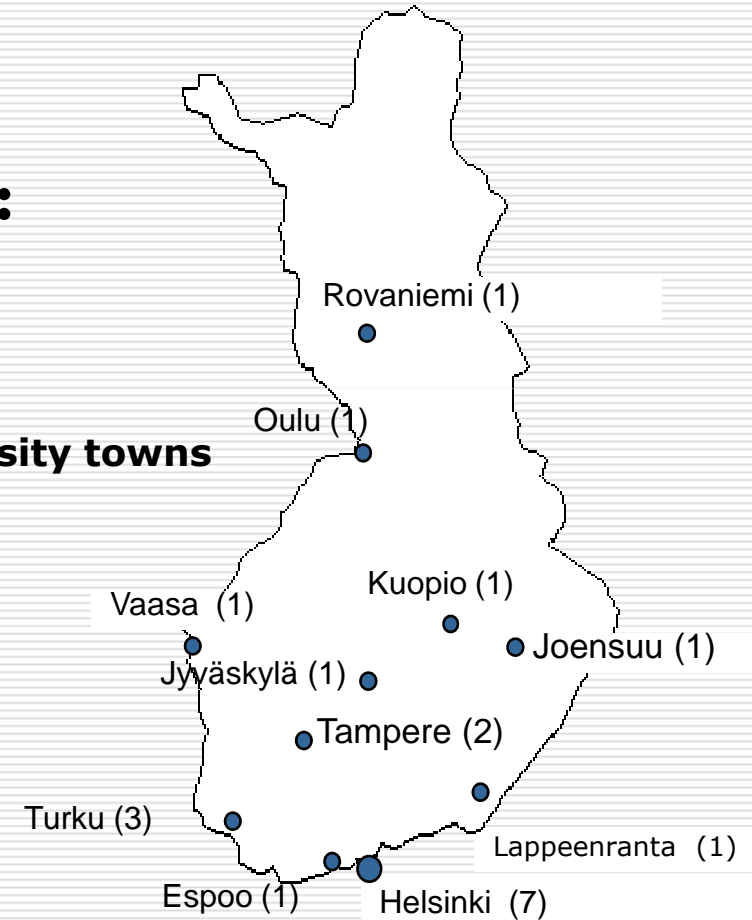 :
Rovaniemi (1)
Oulu (1)
sity towns
Kuopio (1)
Vaasa (1)
Joensuu (1)
Jyväskylä (1)
Tampere (2)
Turku (3)
Lappeenranta (1)
Espoo (1)
Helsinki (7)